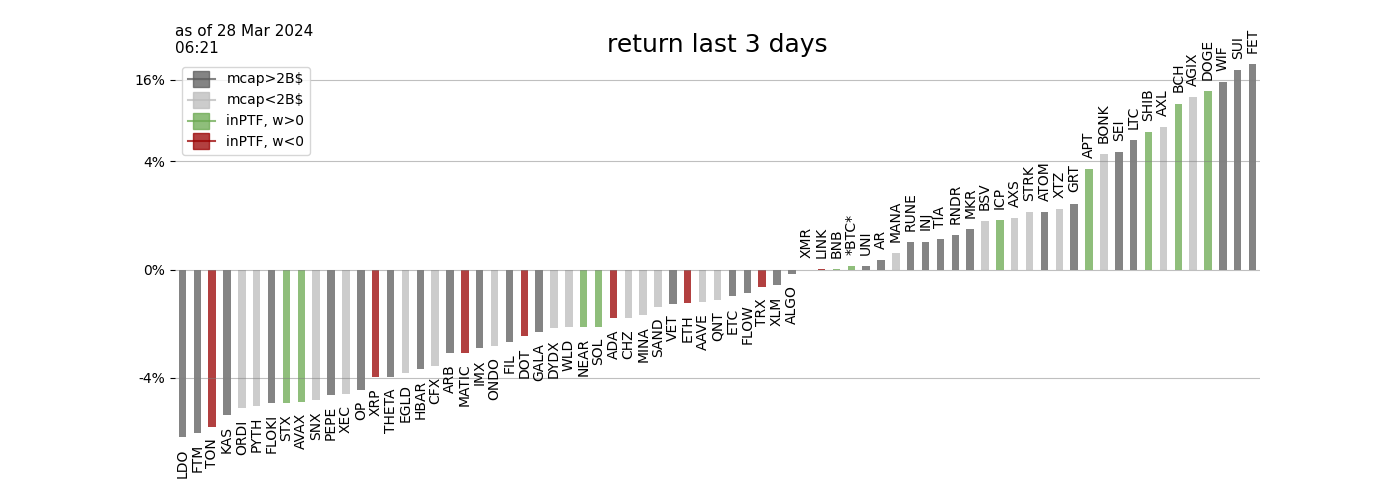 as of 28 Mar 2024
06:21
return last 3 days
mcap>2B$
mcap<2B$
inPTF, w>0
inPTF, w<0
16%
4%
0%
-4%
LDO
FTM
TON
KAS
ORDI
PYTH
FLOKI
STX
AVAX
SNX
PEPE
XEC
OP
XRP
THETA
EGLD
HBAR
CFX
ARB
MATIC
IMX
ONDO
FIL
DOT
GALA
DYDX
WLD
NEAR
SOL
ADA
CHZ
MINA
SAND
VET
ETH
AAVE
QNT
ETC
FLOW
TRX
XLM
ALGO
XMR
LINK
BNB
*BTC*
UNI
AR
MANA
RUNE
INJ
TIA
RNDR
MKR
BSV
ICP
AXS
STRK
ATOM
XTZ
GRT
APT
BONK
SEI
LTC
SHIB
AXL
BCH
AGIX
DOGE
WIF
SUI
FET